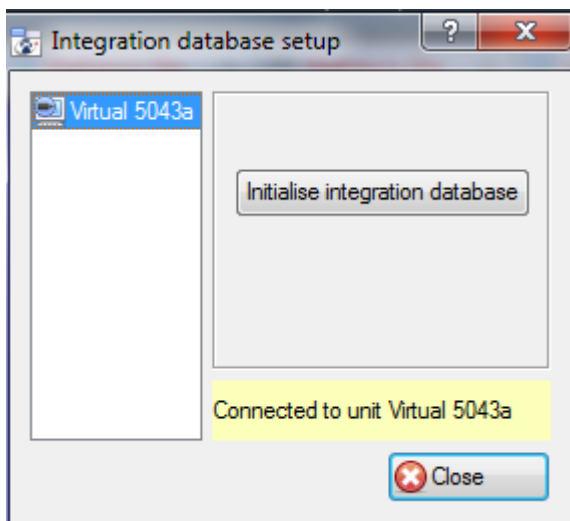 Integration database setup
?
Virtual 5043a
Initialise integration database
Connected to unit Virtual 5043a
Close